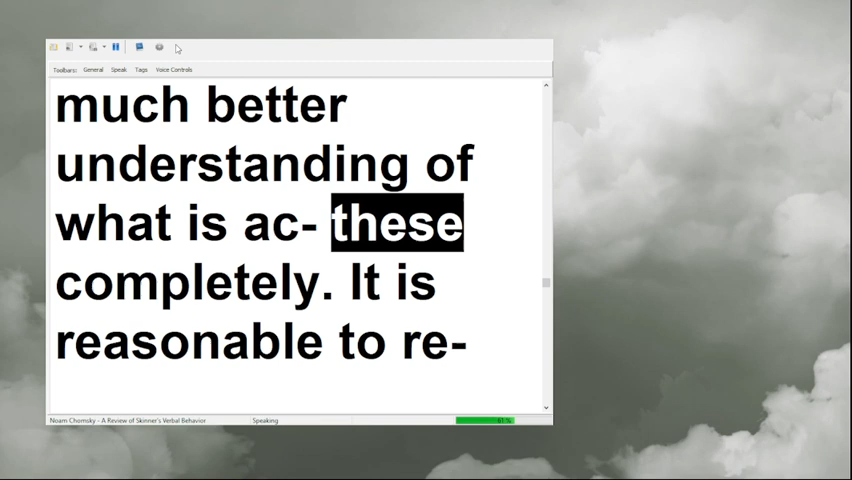 Toolbars: General Speak Tags Voice Controls
much better
understanding of
what is ac- these
completely. It is
reasonable to re-
Noam Chomsky - A Review of Skinner's Verbal Behavior Speaking 61 %